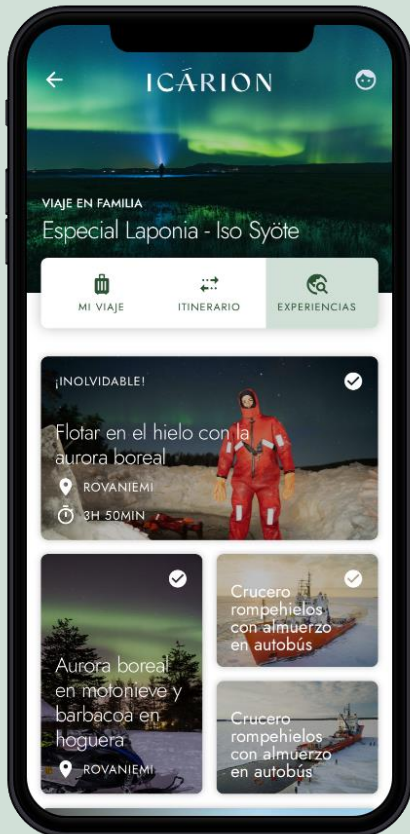 ICÁRION
VIAJE EN FAMILIA
Especial Laponia - Iso Syöte
MI VIAJE
ITINERARIO
EXPERIENCIAS
¡INOLVIDABLE!
Flotar en el hielo con la
aurora boreal
ROVANIEMI
3H 50MIN
Aurora boreal
en motonieve y
barbacoa en
hoguera
ROVANIEMI
Crucero
rompehielos
con almuerzo
en autobús
Crucero
rompehielos
con almuerzo
en autobús